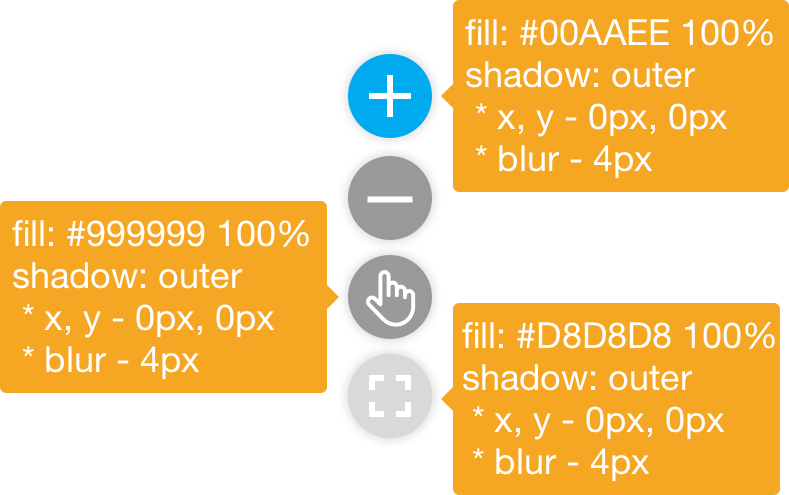 fill: #00AAEE 100%
shadow: outer
* x, y - 0px, 0px
* blur - 4px
fill: #999999 100%
shadow: outer
* x, y - 0px, 0px
* blur - 4px
fill: #D8D8D8 100%
shadow: outer
* x, y - 0px, 0px
* blur - 4px